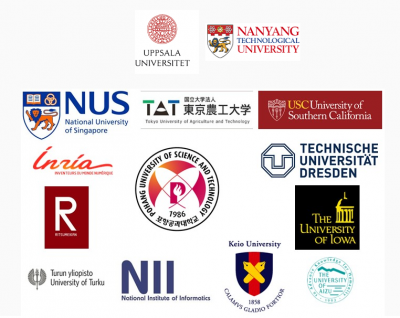 UPPSALA
UNIVERSITET
NANYANG
TECHNOLOGICAL
UNIVERSITY
NUS
National University
of Singapore
TAT
国立大学法人
東京農工大学
Tokyo University of Agriculture and Technology
USC University of
Southern California
Inria
INVENTEURS DU MONDE NUMÉRIQUE
POHANG UNIVERSITY OF SCIENCE AND TECHNOLOGY
1986
포항공과대학교
TECHNISCHE
UNIVERSITÄT
DRESDEN
R
RITSUMEIKAN
THE
UNIVERSITY
OF IOWA
Turun yliopisto
University of Turku
NII
National Institute of Informatics
Keio University
1858
CALAMVS GLADIO FORTIOR
THE
UNIVERSITY
OF AIZU